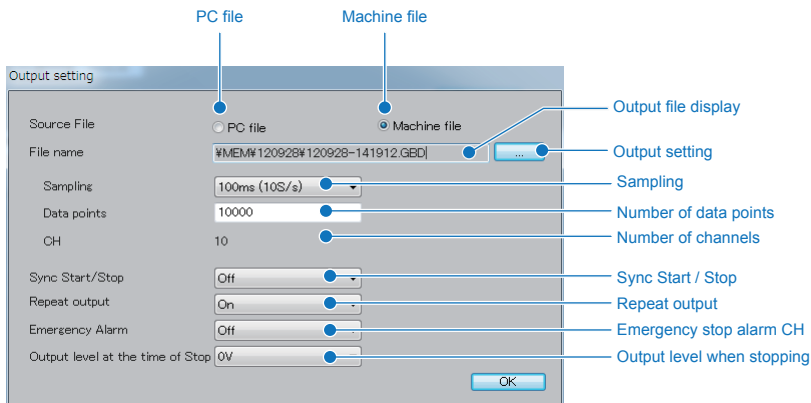 PC file
Machine file
Output setting
Source File
PC file
Machine file
Output file display
File name
¥MEM¥120928¥120928-141912.GBD
...
Output setting
Sampling
100ms (10S/s)
Sampling
Data points
10000
Number of data points
CH
10
Number of channels
Sync Start/Stop
Off
Sync Start / Stop
Repeat output
On
Repeat output
Emergency Alarm
Off
Emergency stop alarm CH
Output level at the time of Stop
0V
Output level when stopping
OK